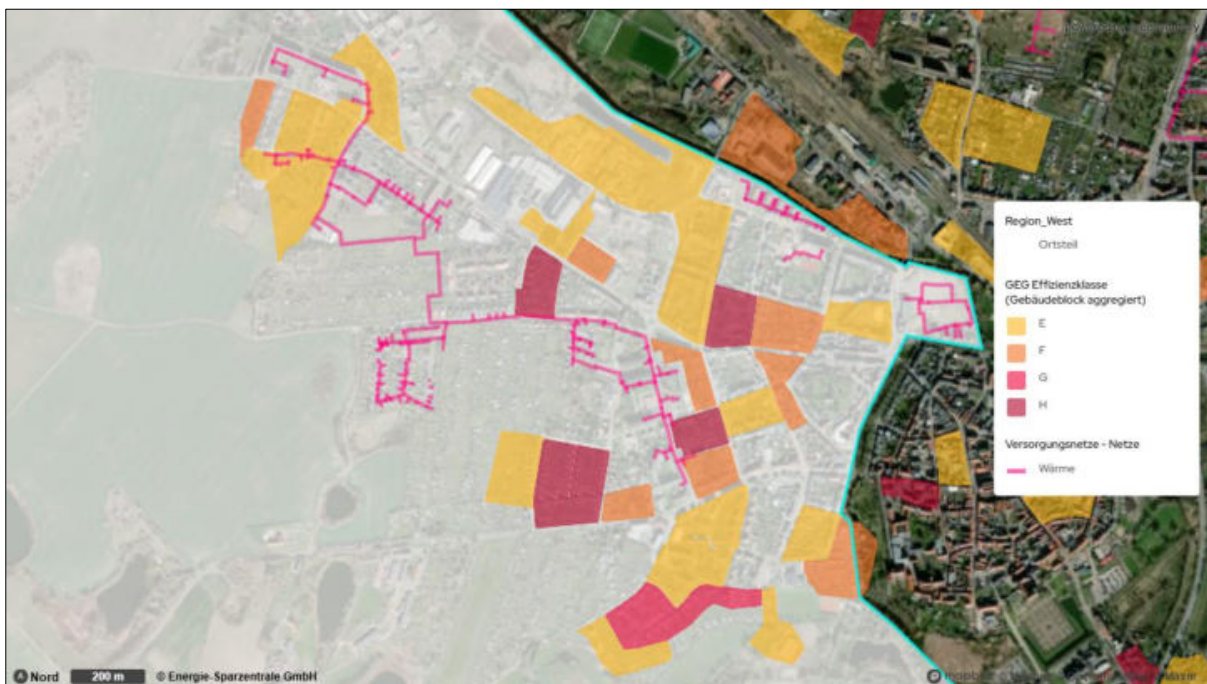 Region_West
Ortsteil
GEG Effizienzklasse
(Gebäudeblock aggregiert)
E
F
G
H
Versorgungsnetze - Netze
Wärme
Nord
200 m
© Energie-Sparzentrale GmbH